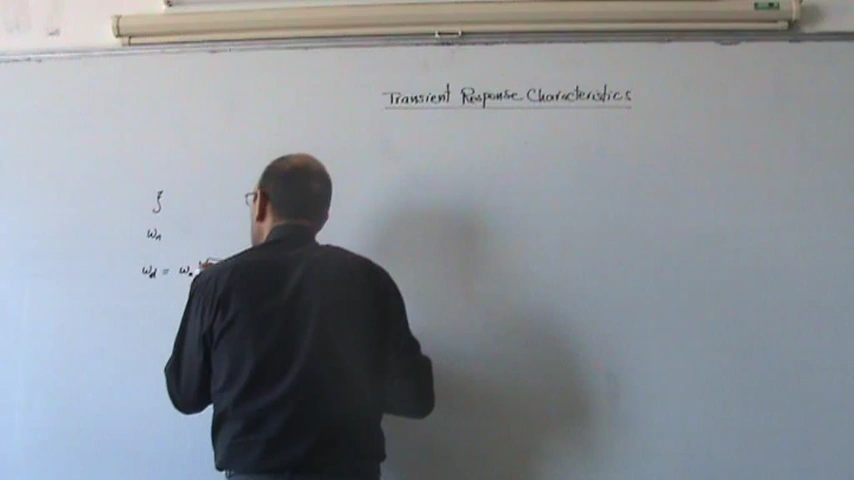 Transient Response Characteristics
ζ
ωn
ωd = ωn